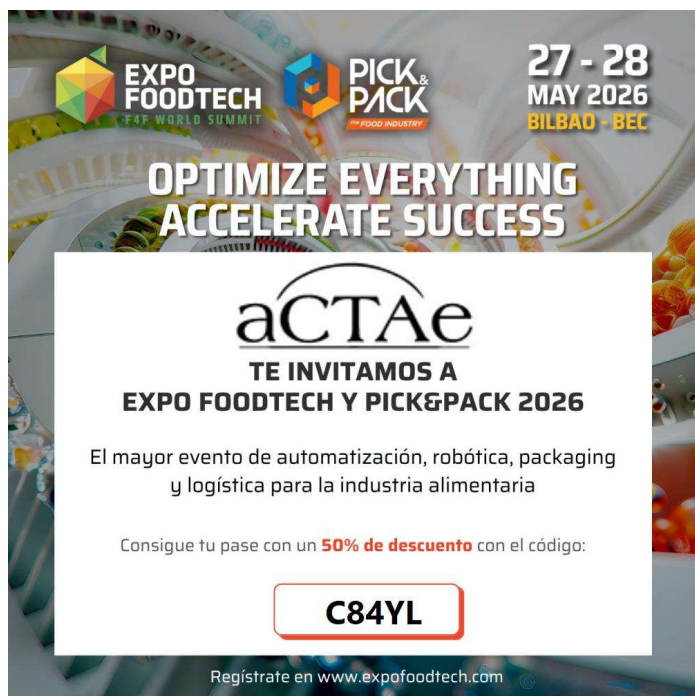 EXPO
FOODTECH
F4F WORLD SUMMIT
PICK&
PACK
FOR FOOD INDUSTRY
27 - 28
MAY 2026
BILBAO - BEC
OPTIMIZE EVERYTHING
ACCELERATE SUCCESS
aCTAe
TE INVITAMOS A
EXPO FOODTECH Y PICK&PACK 2026
El mayor evento de automatización, robótica, packaging
y logística para la industria alimentaria
Consigue tu pase con un 50% de descuento con el código:
C84YL
Regístrate en www.expofoodtech.com